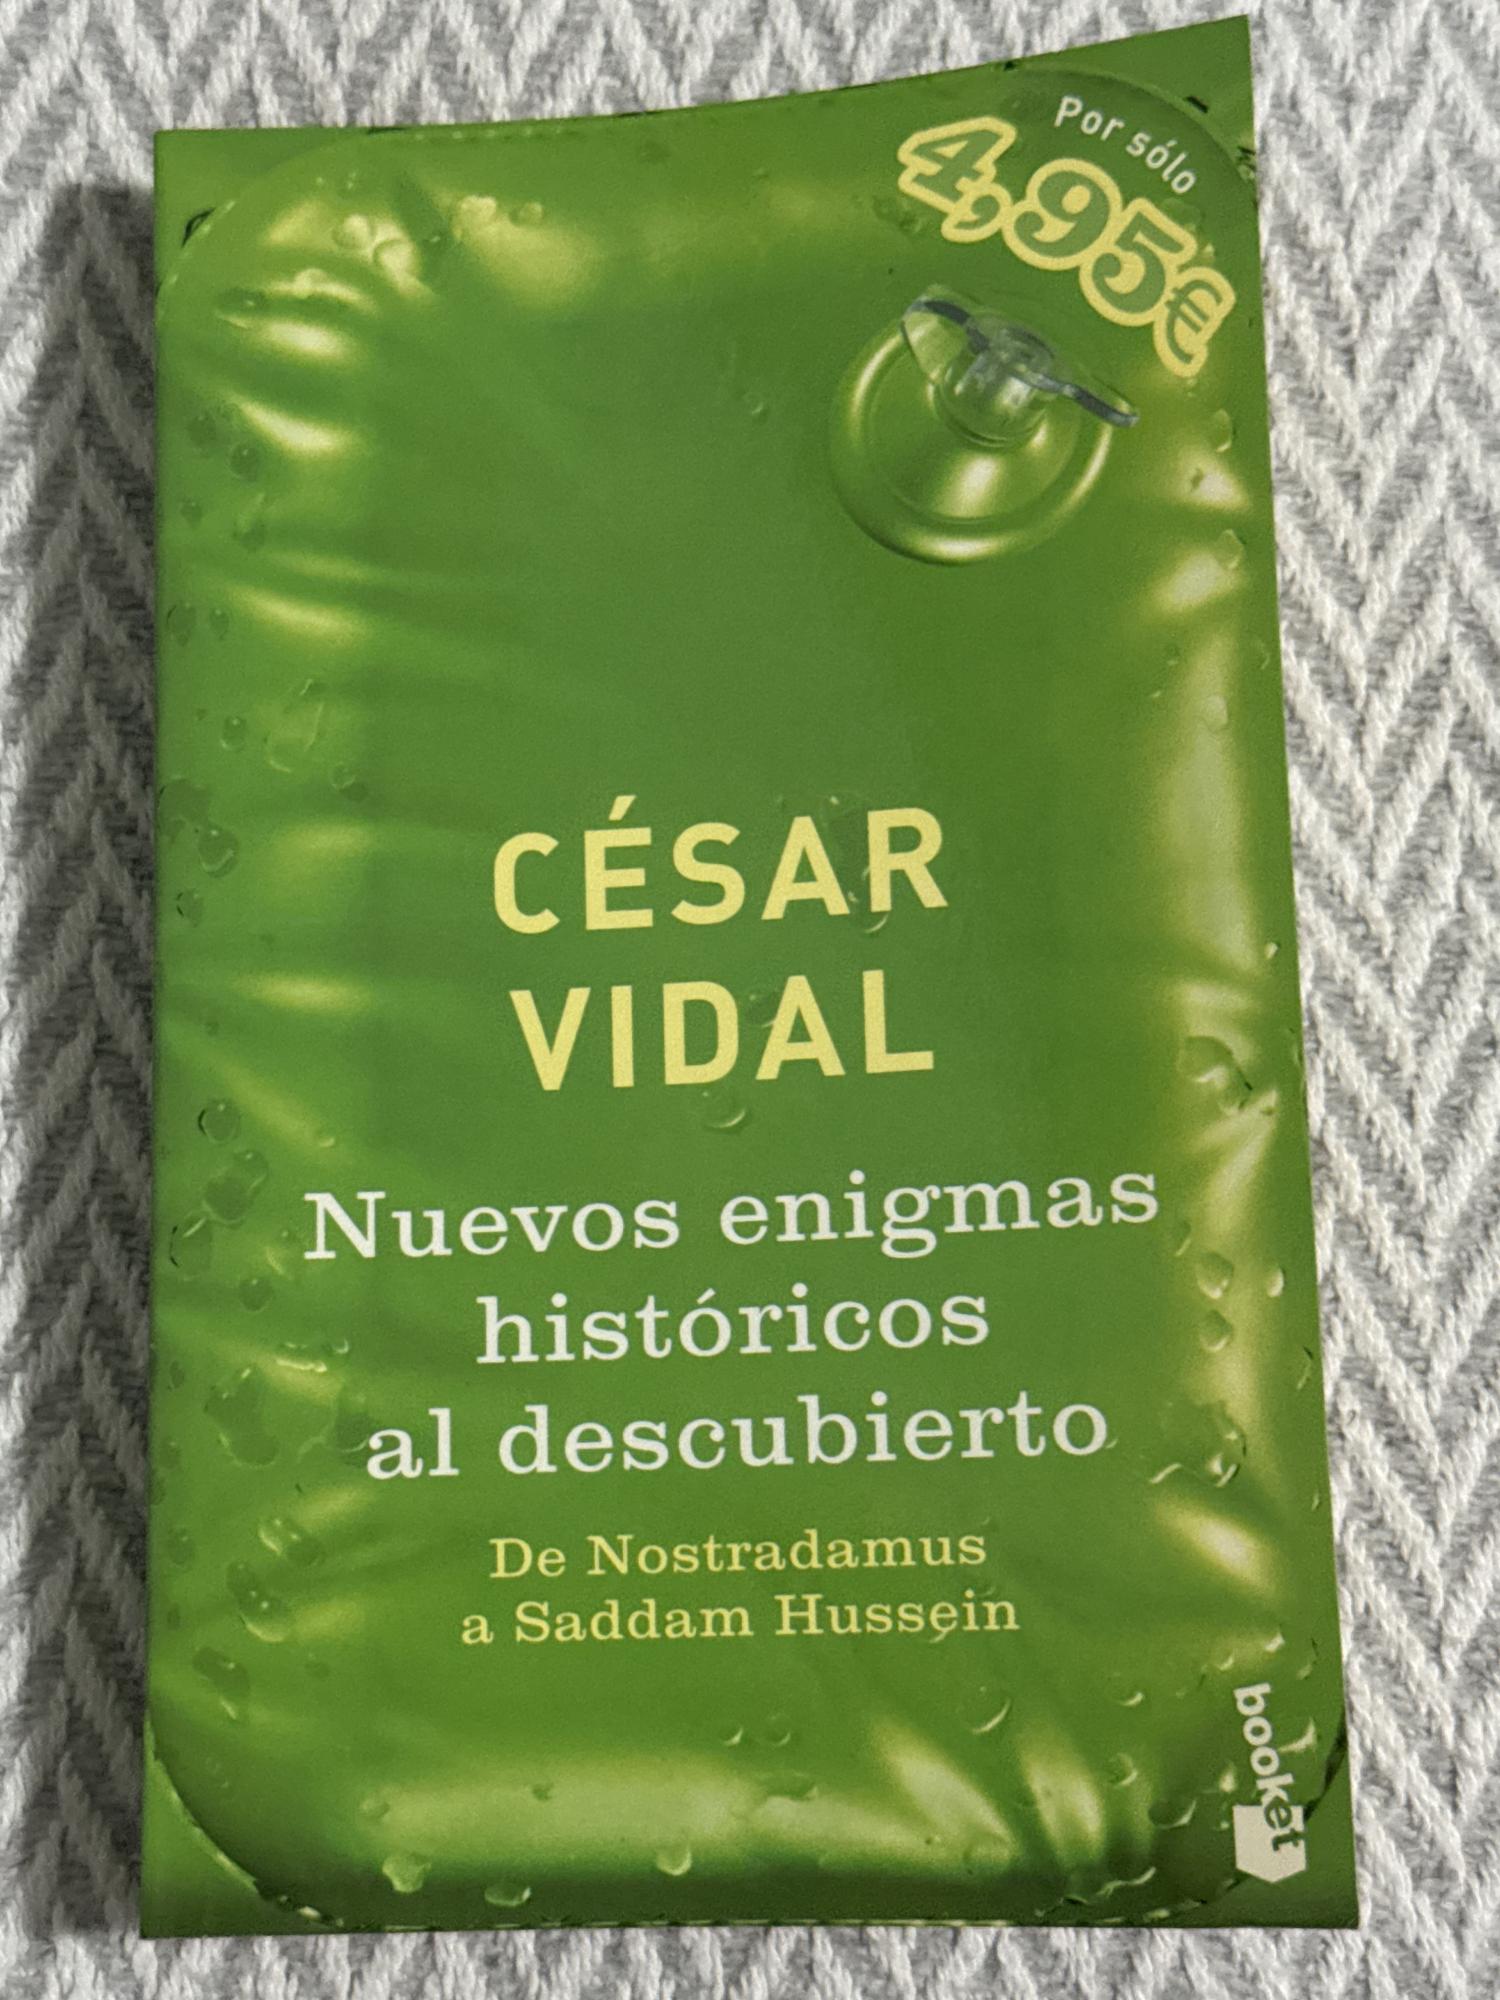 Por sólo
4,95€
CÉSAR
VIDAL
Nuevos enigmas
históricos
al descubierto
De Nostradamus
a Saddam Hussein
booket